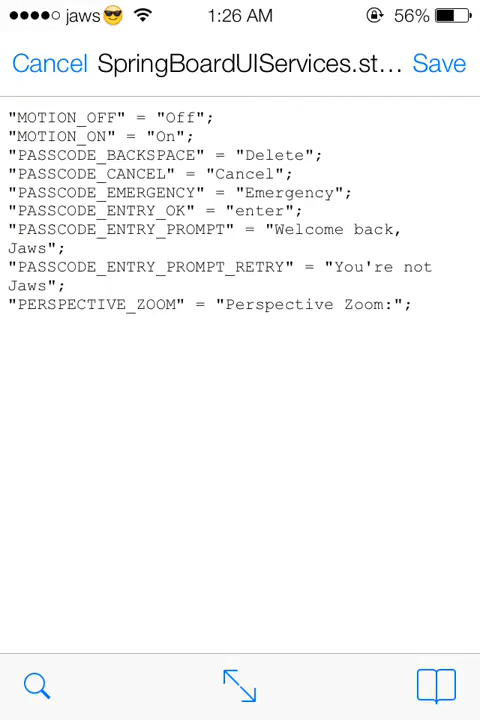 jaws😎 1:26 AM 56%
Cancel SpringBoardUIServices.st... Save
"MOTION_OFF" = "Off";
"MOTION_ON" = "On";
"PASSCODE_BACKSPACE" = "Delete";
"PASSCODE_CANCEL" = "Cancel";
"PASSCODE_EMERGENCY" = "Emergency";
"PASSCODE_ENTRY_OK" = "enter";
"PASSCODE_ENTRY_PROMPT" = "Welcome back,
Jaws";
"PASSCODE_ENTRY_PROMPT_RETRY" = "You're not
Jaws";
"PERSPECTIVE_ZOOM" = "Perspective Zoom:";